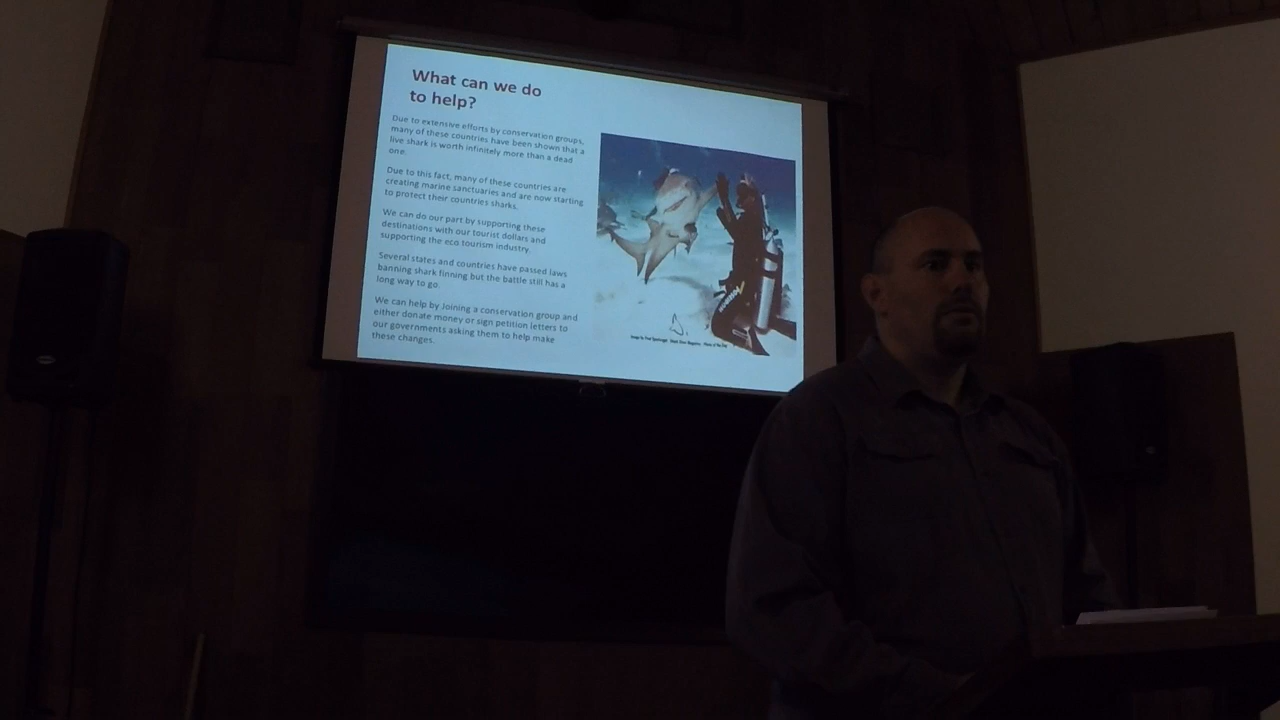 What can we do
to help?
Due to extensive efforts by conservation groups,
many of these countries have been shown that a
live shark is worth infinitely more than a dead
one.
Due to this fact, many of these countries are
creating marine sanctuaries and are now starting
to protect their countries sharks.
We can do our part by supporting these
destinations with our tourist dollars and
supporting the eco tourism industry.
Several states and countries have passed laws
banning shark finning but the battle still has a
long way to go.
We can help by Joining a conservation group and
either donate money or sign petition letters to
our governments asking them to help make
these changes.